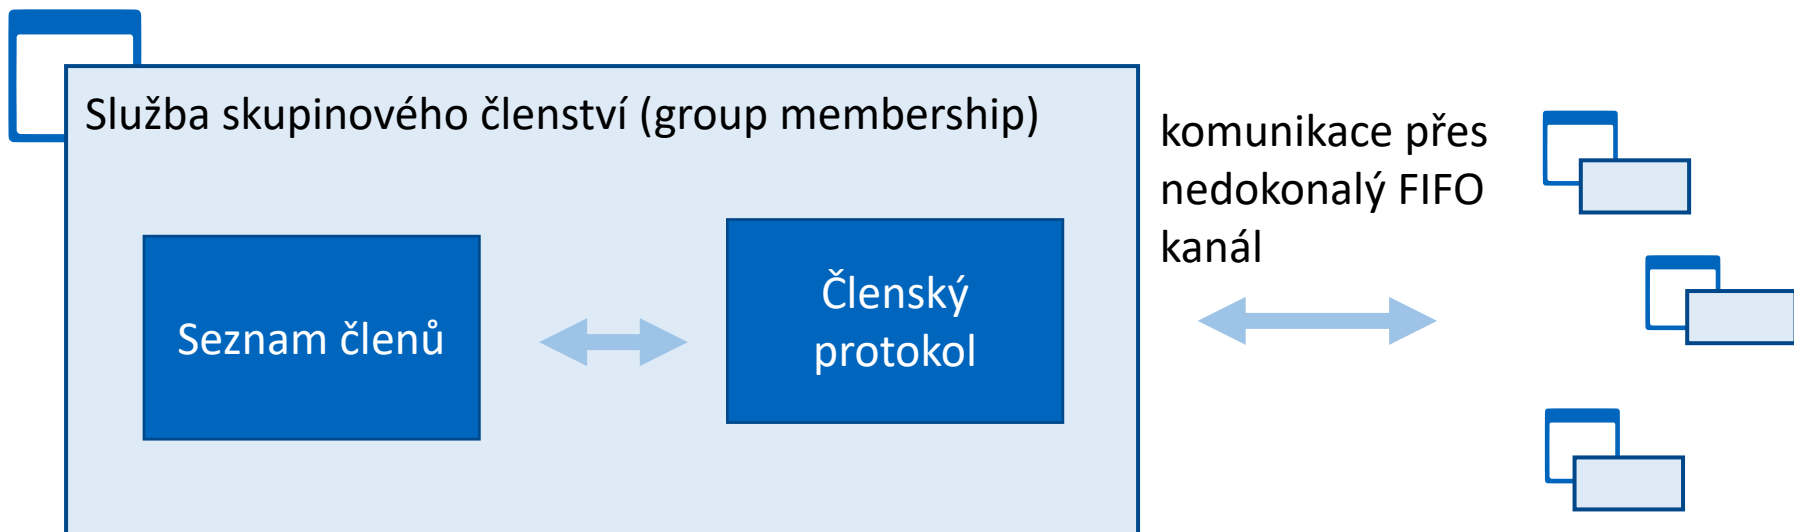 Služba skupinového členství (group membership)
komunikace přes
nedokonalý FIFO
kanál
Seznam členů
Členský
protokol